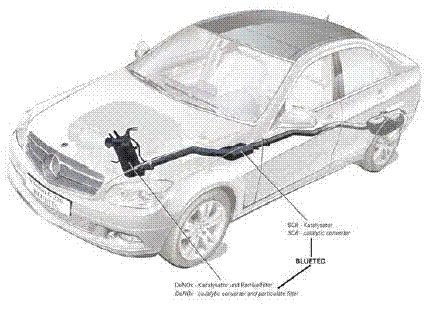 SCR - Katalysator
SCR - catalytic converter
BLUETEC
DeNOx - Katalysator und Partikelfilter
DeNOx - catalytic converter and particulate filter